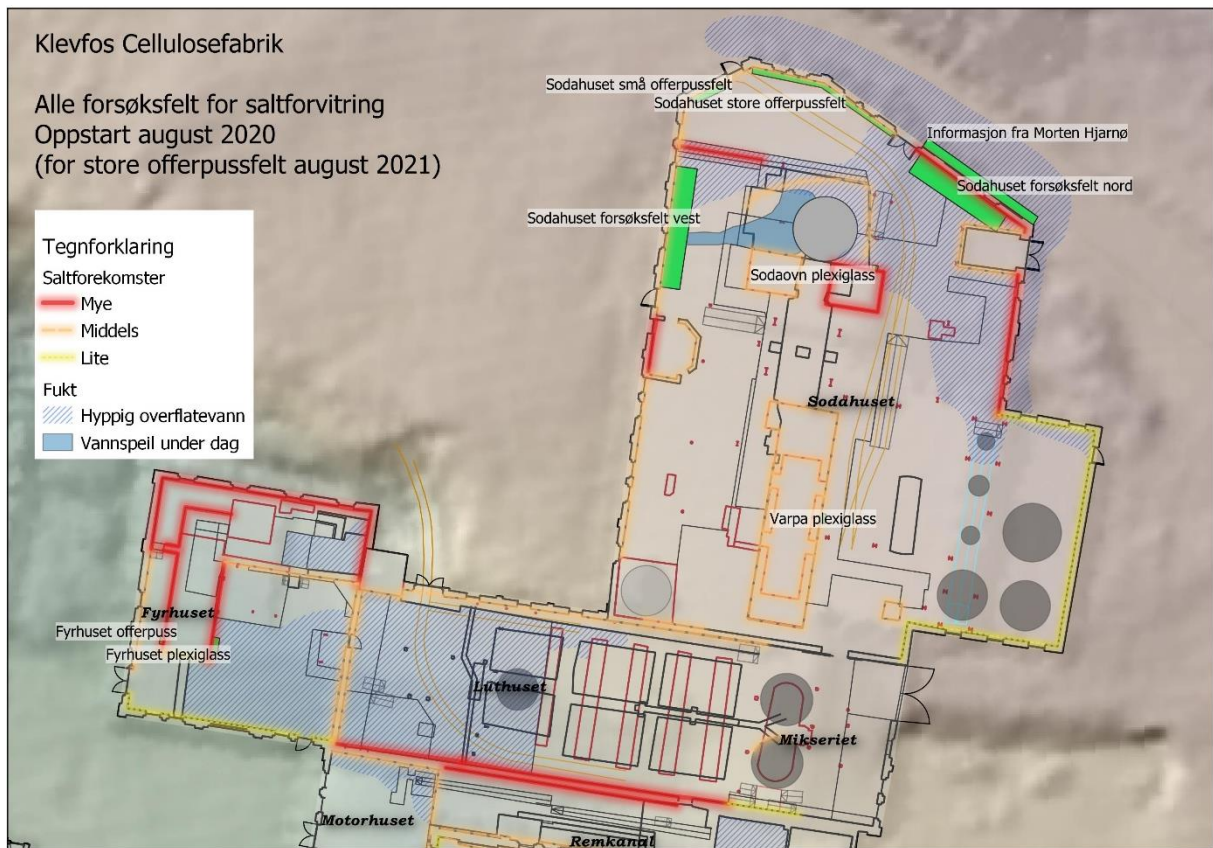 Klevfos Cellulosefabrik
Alle forsøksfelt for saltforvitring
Oppstart august 2020
(for store offerpussfelt august 2021)
Tegnforklaring
Saltforekomster
Mye
Middels
Lite
Fukt
Hyppig overflatevann
Vannspeil under dag
Sodahuset små offerpussfelt
Sodahuset store offerpussfelt
Informasjon fra Morten Hjarnø
Sodahuset forsøksfelt nord
Sodahuset forsøksfelt vest
Sodaovn plexiglass
Sodahuset
Varpa plexiglass
Fyrhuset
Fyrhuset offerpuss
Fyrhuset plexiglass
Luthuset
Mikseriet
Motorhuset
Remkanal